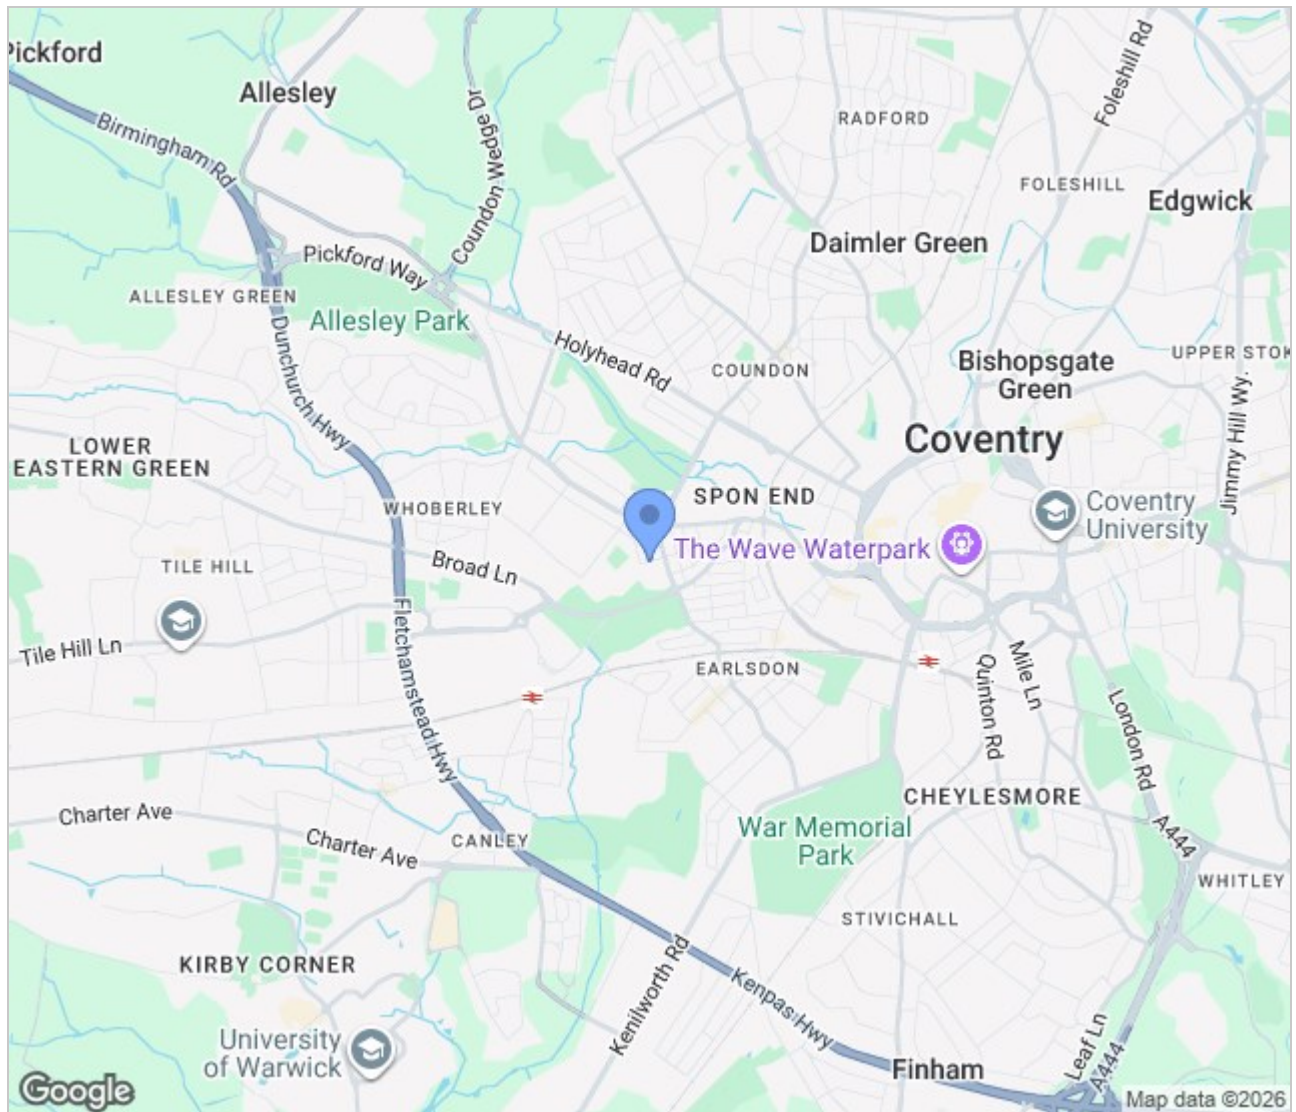 Pickford
Allesley
Birmingham Rd
Coundon Wedge Dr
Foleshill Rd
RADFORD
FOLESHILL
Edgwick
Daimler Green
Pickford Way
ALLESLEY GREEN
Allesley Park
Dunchurch Hwy
Holyhead Rd
COUNDON
Bishopsgate
Green
UPPER STOK
Jimmy Hill Wy.
Coventry
LOWER
EASTERN GREEN
WHOBERLEY
SPON END
Coventry
University
The Wave Waterpark
Broad Ln
TILE HILL
Tile Hill Ln
Fletchamstead Hwy
EARLSDON
Mile Ln
Quinton Rd
London Rd
Charter Ave
Charter Ave
CANLEY
CHEYLESMORE
War Memorial
Park
A444
WHITLEY
STIVICHALL
KIRBY CORNER
Kenilworth Rd
Kenpas Hwy
University
of Warwick
Finham
Leaf Ln
A444
Google
Map data ©2026